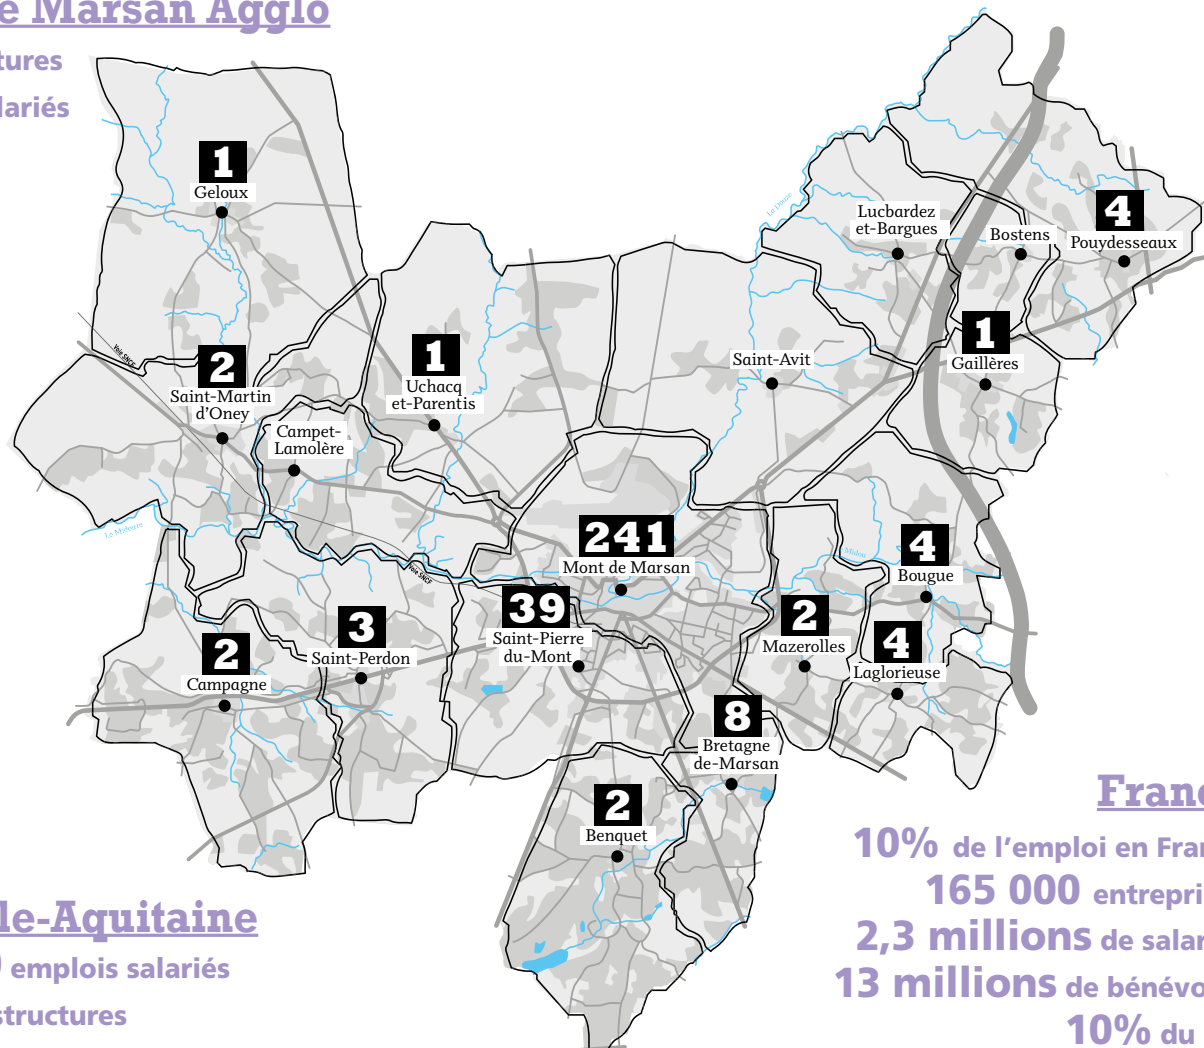 e Marsan Agglo
tures
lariés
1
Geloux
Lucbardez
et-Bargues
Bostens
4
Pouydesseaux
La Douze
1
Gaillères
Saint-Avit
1
Uchacq
et-Parentis
Voie SNCF
2
Saint-Martin
d'Oney
Campet-
Lamolère
La Midouze
241
Mont de Marsan
Midou
4
Bougue
Voie SNCF
39
Saint-Pierre
du-Mont
2
Mazerolles
4
Laglorieuse
3
Saint-Perdon
2
Campagne
8
Bretagne
de-Marsan
2
Benquet
Franc
10% de l'emploi en Fran
165 000 entrepri
2,3 millions de salar
13 millions de bénévo
10% du
le-Aquitaine
emplois salariés
structures